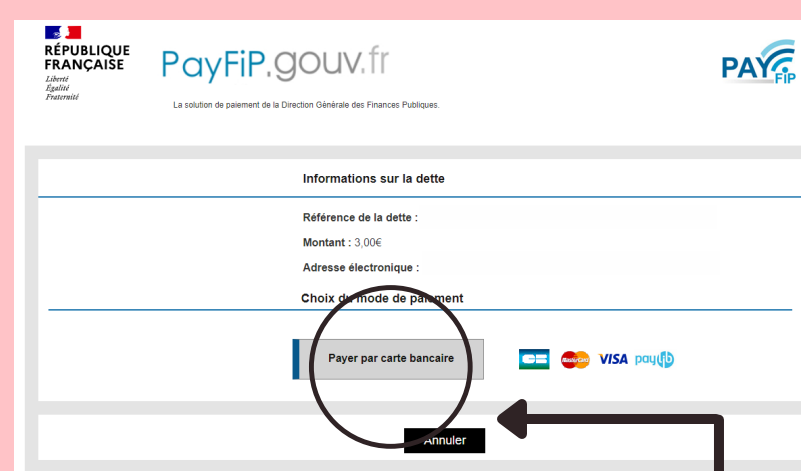 RÉPUBLIQUE
FRANÇAISE
Liberté
Égalité
Fraternité
PayFiP.gouv.fr
La solution de paiement de la Direction Générale des Finances Publiques.
PAY
FiP
Informations sur la dette
Référence de la dette :
Montant : 3,00€
Adresse électronique :
Choix du mode de paiement
Payer par carte bancaire
CB MasterCard VISA paylib
Annuler